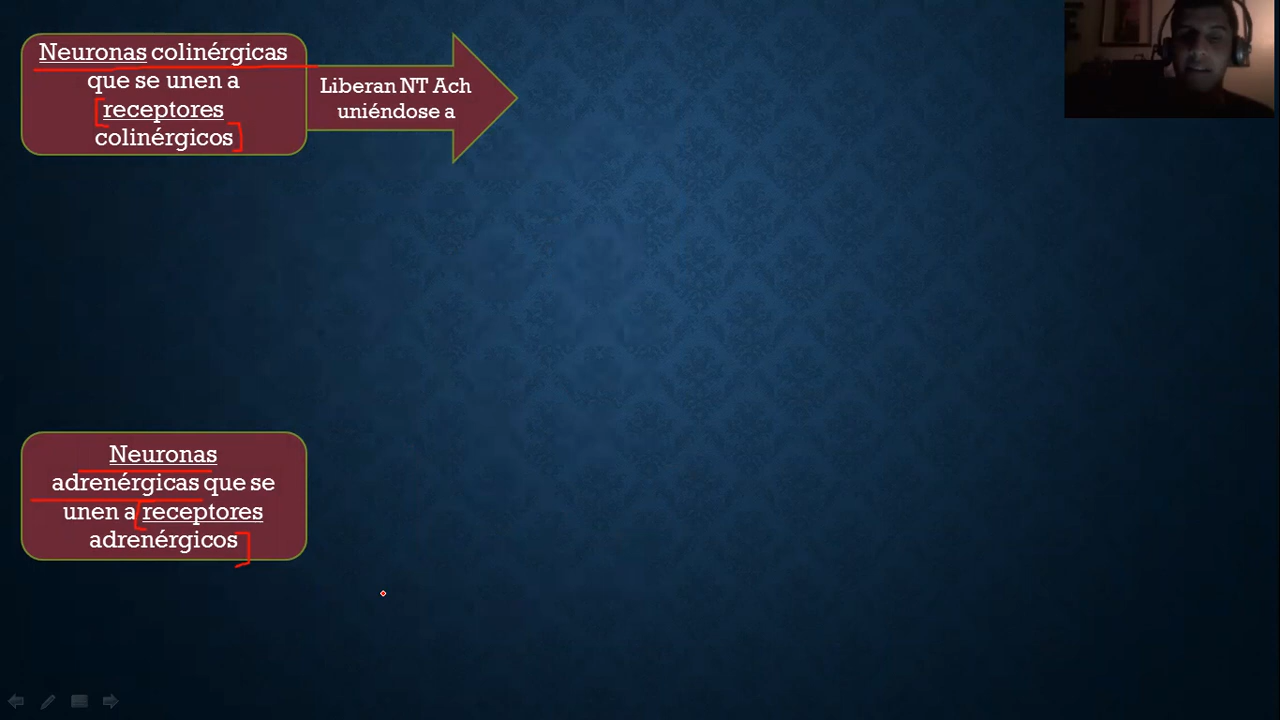 Neuronas colinérgicas
que se unen a
receptores
colinérgicos
Liberan NT Ach
uniéndose a
Neuronas
adrenérgicas que se
unen a receptores
adrenérgicos